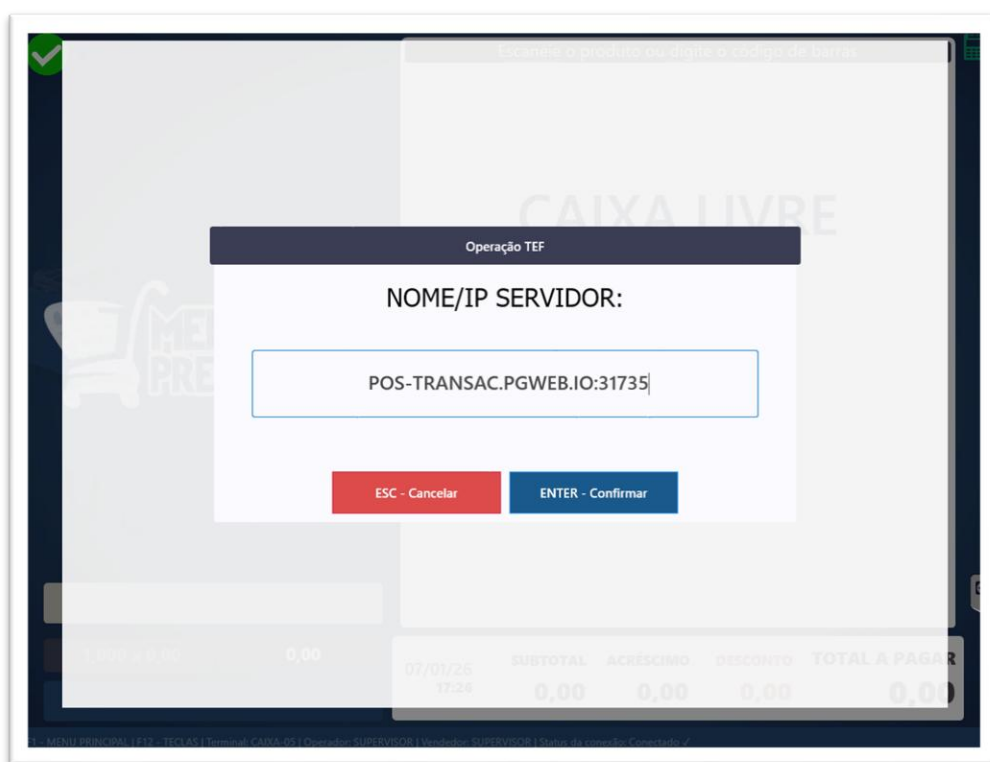 Escaneie o produto ou digite o código de barras
CAIXA LIVRE
Operação TEF
NOME/IP SERVIDOR:
POS-TRANSAC.PGWEB.IO:31735
ESC - Cancelar
ENTER - Confirmar
0,00
07/01/26
17:26
SUBTOTAL
0,00
ACRÉSCIMO
0,00
DESCONTO
0,00
TOTAL A PAGAR
0,00
F1 - MENU PRINCIPAL | F12 - TECLAS | Terminal: CAIXA-05 | Operador: SUPERVISOR | Vendedor: SUPERVISOR | Status da conexão: Conectado ✓